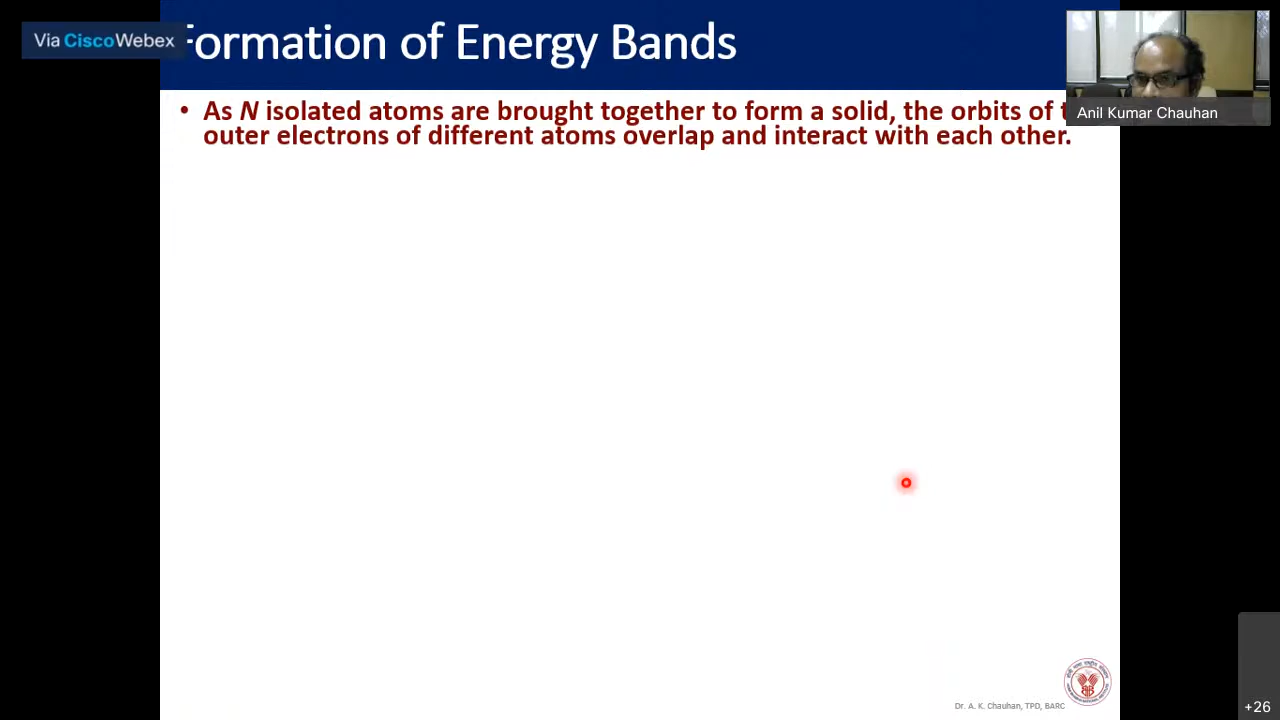 Via CiscoWebex
Formation of Energy Bands
Anil Kumar Chauhan
• As N isolated atoms are brought together to form a solid, the orbits of
outer electrons of different atoms overlap and interact with each other.
Dr. A. K. Chauhan, TPD, BARC
+26